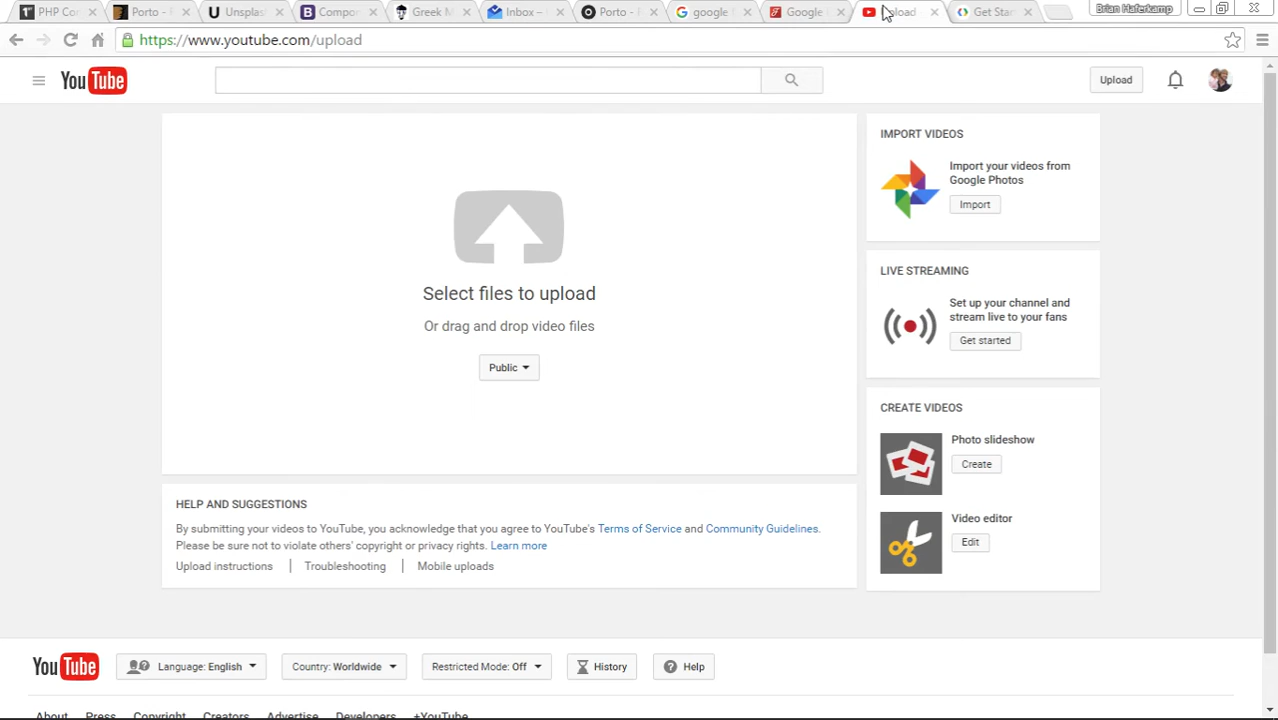 PHP Cor
Porto -
Unsplas
Compo
Greek M
Inbox –
Porto -
google
Google
Upload
Get Star
Brian Haferkamp
https://www.youtube.com/upload
YouTube
Upload
Select files to upload
Or drag and drop video files
Public
IMPORT VIDEOS
Import your videos from
Google Photos
Import
LIVE STREAMING
Set up your channel and
stream live to your fans
Get started
CREATE VIDEOS
Photo slideshow
Create
Video editor
Edit
HELP AND SUGGESTIONS
By submitting your videos to YouTube, you acknowledge that you agree to YouTube's Terms of Service and Community Guidelines.
Please be sure not to violate others' copyright or privacy rights. Learn more
Upload instructions | Troubleshooting | Mobile uploads
YouTube
Language: English
Country: Worldwide
Restricted Mode: Off
History
Help
About Press Copyright Creators Advertise Developers +YouTube